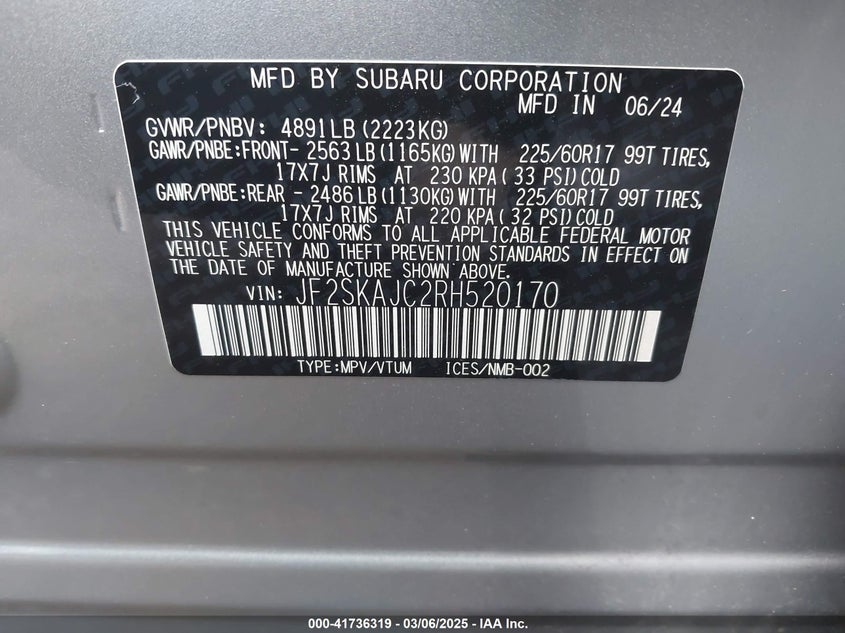 MFD BY SUBARU CORPORATION
MFD IN 06/24
GVWR/PNBV: 4891LB(2223KG)
GAWR/PNBE:FRONT- 2563LB(1165KG)WITH 225/60R17 99T TIRES,
17X7J RIMS AT 230 KPA( 33 PSI)COLD
GAWR/PNBE:REAR - 2486LB(1130KG)WITH 225/60R17 99T TIRES,
17X7J RIMS AT 220 KPA( 32 PSI)COLD
THIS VEHICLE CONFORMS TO ALL APPLICABLE FEDERAL MOTOR
VEHICLE SAFETY AND THEFT PREVENTION STANDARDS IN EFFECT ON
THE DATE OF MANUFACTURE SHOWN ABOVE.
VIN: JF2SKAJC2RH520170
TYPE:MPV/VTUM ICES/NMB-002
000-41736319 - 03/06/2025 - IAA Inc.